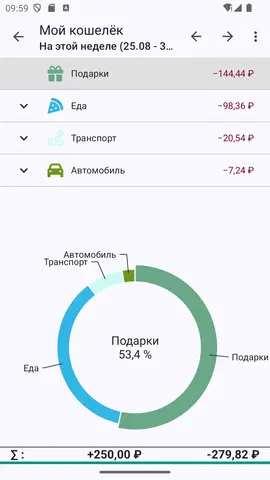 09:59
Мой кошелёк
На этой неделе (25.08 - 3...
Подарки −144,44 ₽
Еда −98,36 ₽
Транспорт −20,54 ₽
Автомобиль −7,24 ₽
Автомобиль
Транспорт
Подарки
53,4 %
Подарки
Еда
∑ : +250,00 ₽ -279,82 ₽